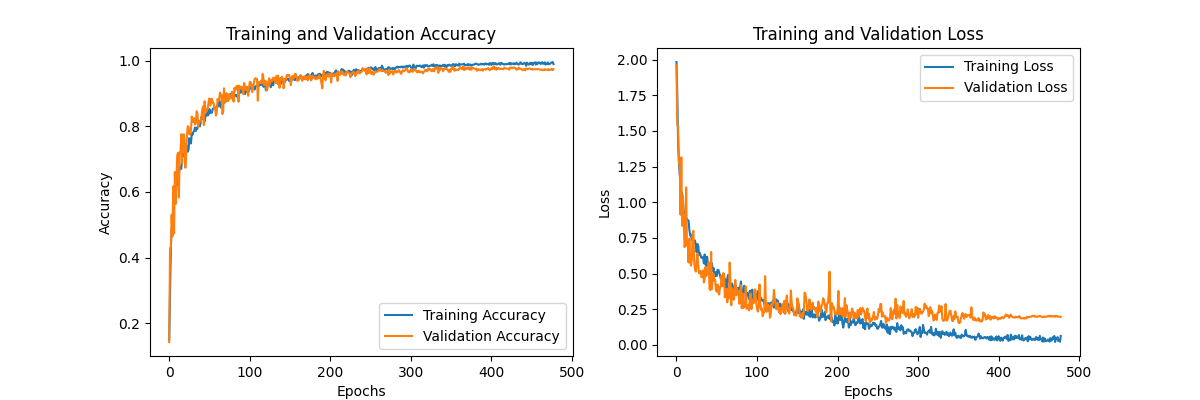 Training and Validation Accuracy
1.0
0.8
0.6
0.4
0.2
Accuracy
0
100
200
300
400
500
Epochs
Training Accuracy
Validation Accuracy
Training and Validation Loss
2.00
1.75
1.50
1.25
1.00
0.75
0.50
0.25
0.00
Loss
0
100
200
300
400
500
Epochs
Training Loss
Validation Loss